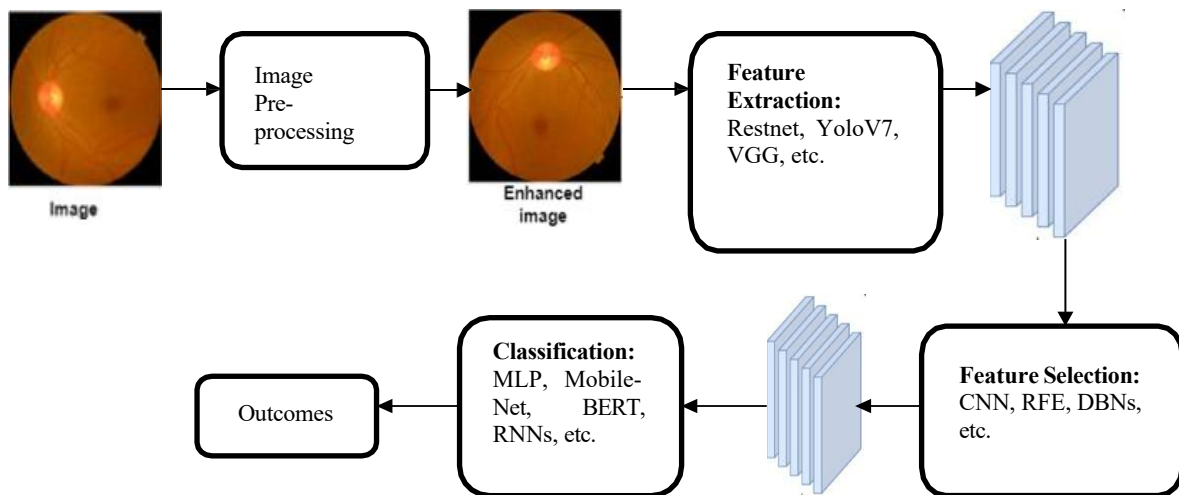 Image
Pre-
processing
Image
Enhanced
image
Feature
Extraction:
Restnet, YoloV7,
VGG, etc.
Feature Selection:
CNN, RFE, DBNs,
etc.
Classification:
MLP, Mobile-
Net, BERT,
RNNs, etc.
Outcomes